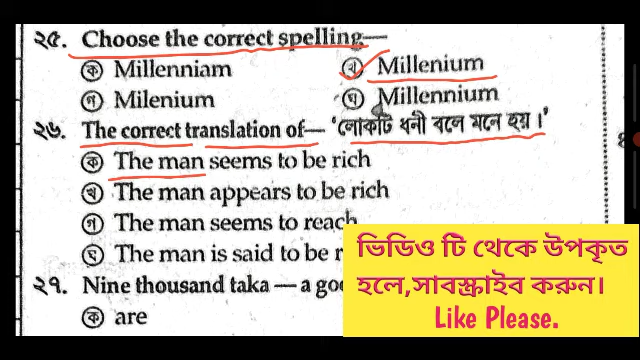 ২৫. Choose the correct spelling—
ক Millenniam খ Millenium
গ Milenium ঘ Millennium
২৬. The correct translation of— 'লোকটি ধনী বলে মনে হয়।'
ক The man seems to be rich
খ The man appears to be rich
গ The man seems to reach
ঘ The man is said to be r
২৭. Nine thousand taka — a goo
ক are
ভিডিও টি থেকে উপকৃত
হলে,সাবস্ক্রাইব করুন।
Like Please.